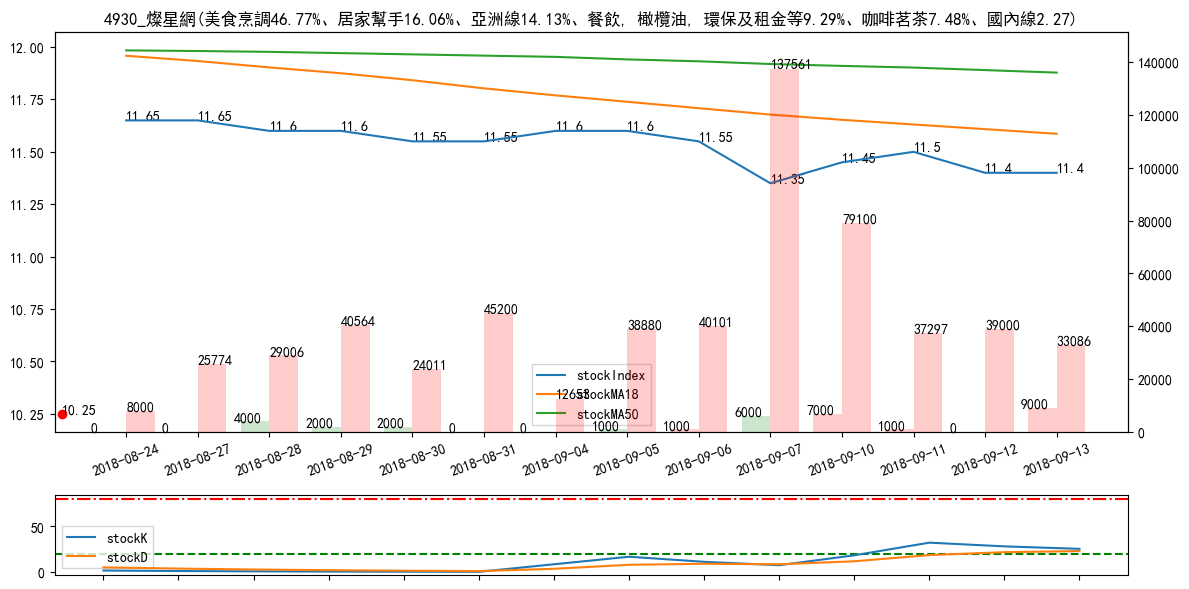 4930_燦星網(美食烹調46.77%、居家幫手16.06%、亞洲線14.13%、餐飲, 橄欖油, 環保及租金等9.29%、咖啡茗茶7.48%、國內線2.27)
12.00
11.75
11.50
11.25
11.00
10.75
10.50
10.25
140000
120000
100000
80000
60000
40000
20000
0
11.65 11.65 11.6 11.6 11.55 11.55 11.6 11.6 11.55 11.35 11.45 11.5 11.4 11.4
10.25
8000 25774 29006 40564 24011 45200 12653 38880 40101 137561 79100 37297 39000 33086
0 0 4000 2000 2000 0 0 1000 1000 6000 7000 1000 0 9000
stockIndex
stockMA18
stockMA50
2018-08-24 2018-08-27 2018-08-28 2018-08-29 2018-08-30 2018-08-31 2018-09-04 2018-09-05 2018-09-06 2018-09-07 2018-09-10 2018-09-11 2018-09-12 2018-09-13
50
0
stockK
stockD